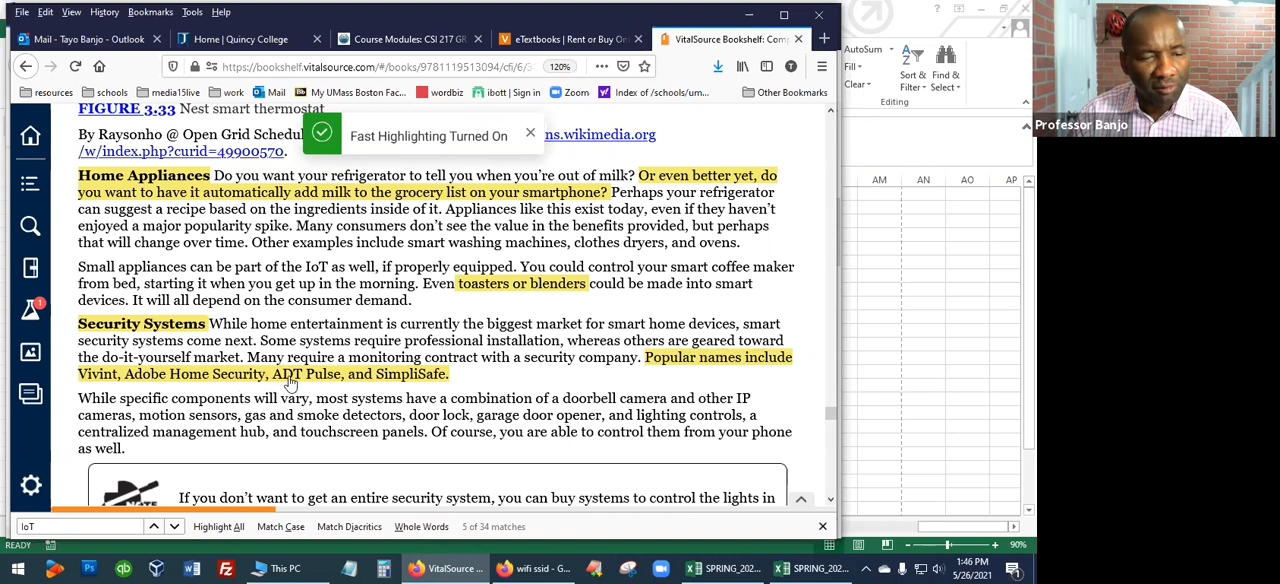 File Edit View History Bookmarks Tools Help
Mail - Tayo Banjo - Outlook
Home | Quincy College
Course Modules: CSI 217 GR
eTextbooks | Rent or Buy On
VitalSource Bookshelf: Comp
https://bookshelf.vitalsource.com/#/books/9781119513094/cfi/6/3
120%
resources schools media15live work Mail My UMass Boston Fac... wordbiz ibott | Sign in Zoom Index of /schools/um... Other Bookmarks
FIGURE 3.33 Nest smart thermostat
By Raysonho @ Open Grid Schedul
ns.wikimedia.org
Fast Highlighting Turned On
/w/index.php?curid=49900570.
Home Appliances Do you want your refrigerator to tell you when you're out of milk? Or even better yet, do
you want to have it automatically add milk to the grocery list on your smartphone? Perhaps your refrigerator
can suggest a recipe based on the ingredients inside of it. Appliances like this exist today, even if they haven't
enjoyed a major popularity spike. Many consumers don't see the value in the benefits provided, but perhaps
that will change over time. Other examples include smart washing machines, clothes dryers, and ovens.
Small appliances can be part of the IoT as well, if properly equipped. You could control your smart coffee maker
from bed, starting it when you get up in the morning. Even toasters or blenders could be made into smart
devices. It will all depend on the consumer demand.
Security Systems While home entertainment is currently the biggest market for smart home devices, smart
security systems come next. Some systems require professional installation, whereas others are geared toward
the do-it-yourself market. Many require a monitoring contract with a security company. Popular names include
Vivint, Adobe Home Security, ADT Pulse, and SimpliSafe.
While specific components will vary, most systems have a combination of a doorbell camera and other IP
cameras, motion sensors, gas and smoke detectors, door lock, garage door opener, and lighting controls, a
centralized management hub, and touchscreen panels. Of course, you are able to control them from your phone
as well.
NOTE
If you don't want to get an entire security system, you can buy systems to control the lights in
1
IoT
Highlight All Match Case Match Diacritics Whole Words 5 of 34 matches
AutoSum
Fill
Clear
Sort & Filter
Find & Select
Editing
AM AN AO AP
Professor Banjo
READY
90%
This PC
VitalSource ...
wifi ssid - G...
SPRING_202...
SPRING_202...
1:46 PM
5/26/2021
1